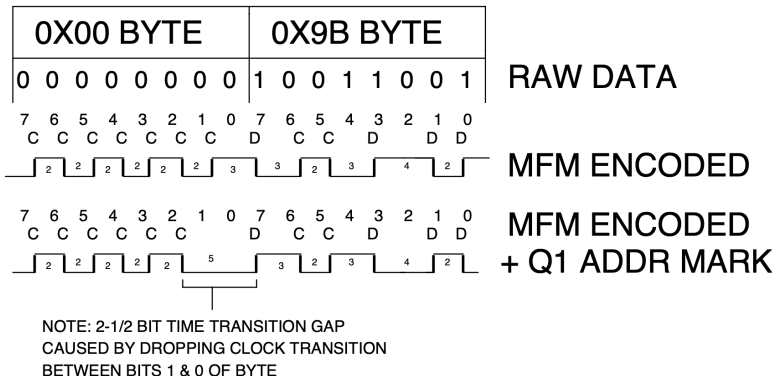 0X00 BYTE 0X9B BYTE
0 0 0 0 0 0 0 0 1 0 0 1 1 0 0 1 RAW DATA
7 6 5 4 3 2 1 0 7 6 5 4 3 2 1 0
C C C C C C C D C C D D D
2 2 2 2 2 2 3 3 2 3 4 2 MFM ENCODED
7 6 5 4 3 2 1 0 7 6 5 4 3 2 1 0 MFM ENCODED
C C C C C C D C C D D D
2 2 2 2 2 5 3 2 3 4 2 + Q1 ADDR MARK
NOTE: 2-1/2 BIT TIME TRANSITION GAP
CAUSED BY DROPPING CLOCK TRANSITION
BETWEEN BITS 1 & 0 OF BYTE